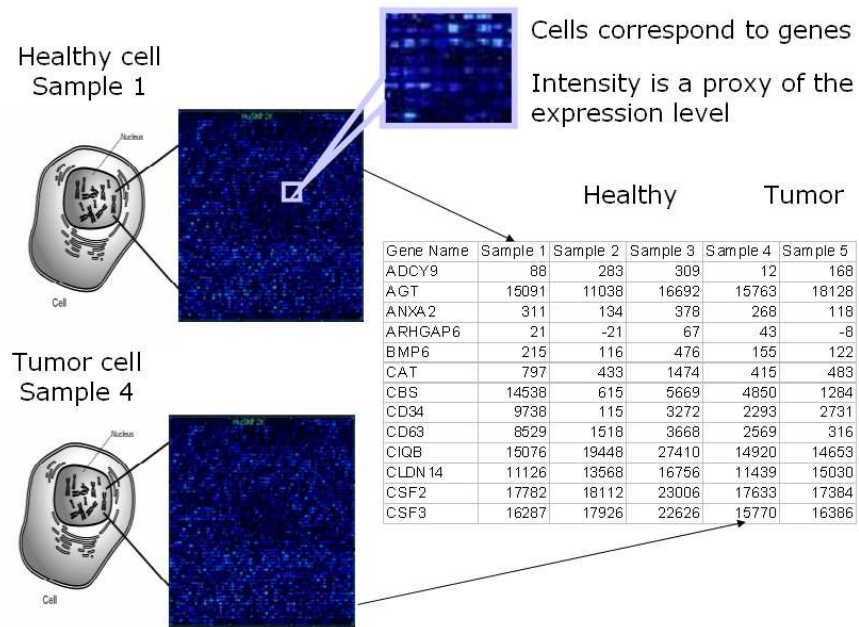 Healthy cell
Sample 1
Cells correspond to genes
Intensity is a proxy of the
expression level
Nucleus
Cell
Healthy Tumor
Gene Name Sample 1 Sample 2 Sample 3 Sample 4 Sample 5
ADCY9 88 283 309 12 168
AGT 15091 11038 16692 15763 18128
ANXA2 311 134 378 268 118
ARHGAP6 21 -21 67 43 -8
BMP6 215 116 476 155 122
CAT 797 433 1474 415 483
CBS 14538 615 5669 4850 1284
CD34 9738 115 3272 2293 2731
CD63 8529 1518 3668 2569 316
CIQB 15076 19448 27410 14920 14653
CLDN14 11126 13568 16756 11439 15030
CSF2 17782 18112 23006 17633 17384
CSF3 16287 17926 22626 15770 16386
Tumor cell
Sample 4
Nucleus
Cell